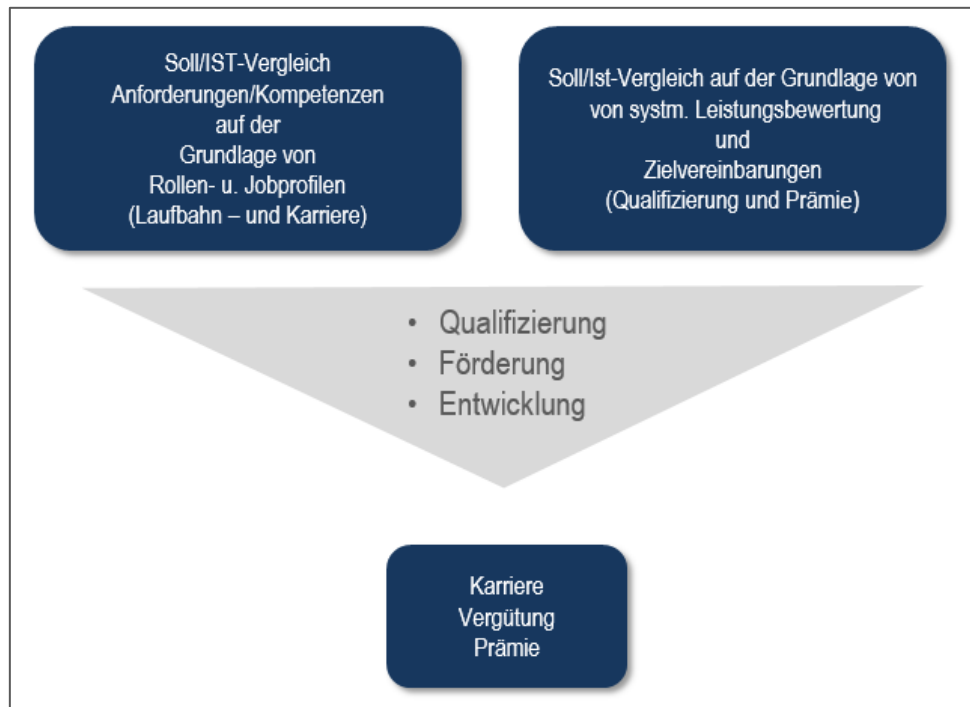 Soll/IST-Vergleich
Anforderungen/Kompetenzen
auf der
Grundlage von
Rollen- u. Jobprofilen
(Laufbahn – und Karriere)
Soll/Ist-Vergleich auf der Grundlage von
von systm. Leistungsbewertung
und
Zielvereinbarungen
(Qualifizierung und Prämie)
• Qualifizierung
• Förderung
• Entwicklung
Karriere
Vergütung
Prämie